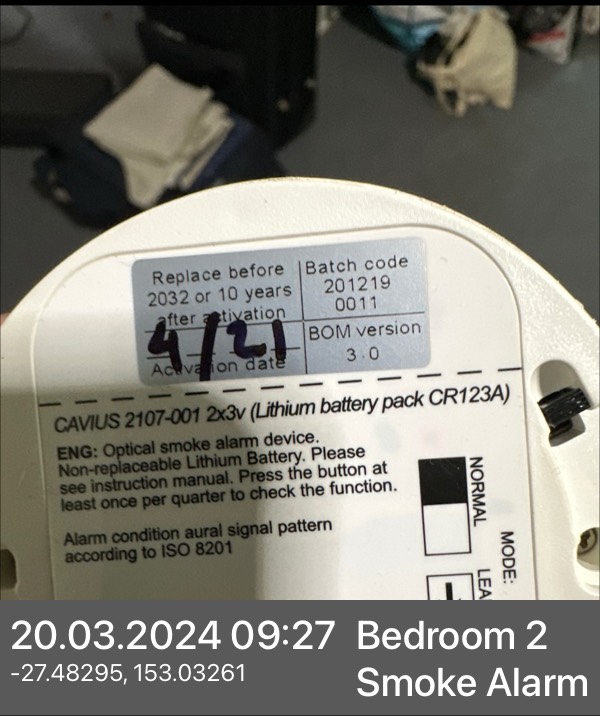 Replace before
2032 or 10 years
after activation
4/21
Activation date
Batch code
201219
0011
BOM version
3.0
CAVIUS 2107-001 2x3v (Lithium battery pack CR123A)
ENG: Optical smoke alarm device.
Non-replaceable Lithium Battery. Please
see instruction manual. Press the button at
least once per quarter to check the function.
Alarm condition aural signal pattern
according to ISO 8201
NORMAL
MODE:
20.03.2024 09:27
-27.48295, 153.03261
Bedroom 2
Smoke Alarm